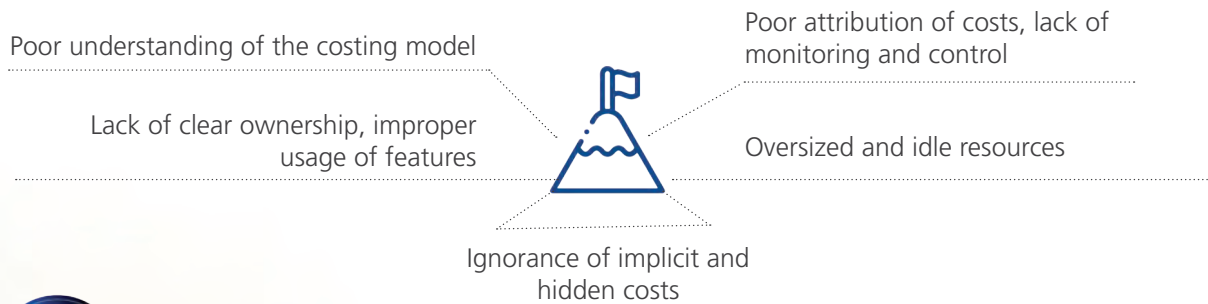 Poor understanding of the costing model
Poor attribution of costs, lack of
monitoring and control
Lack of clear ownership, improper
usage of features
Oversized and idle resources
Ignorance of implicit and
hidden costs